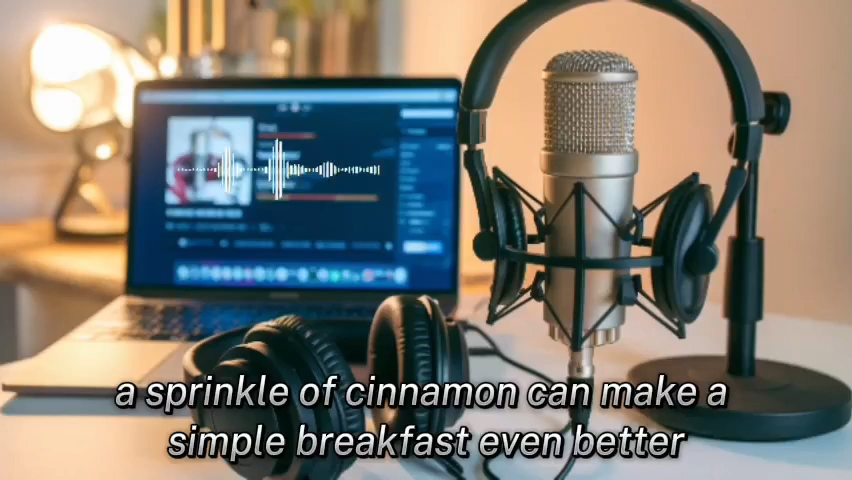 a sprinkle of cinnamon can make a
simple breakfast even better